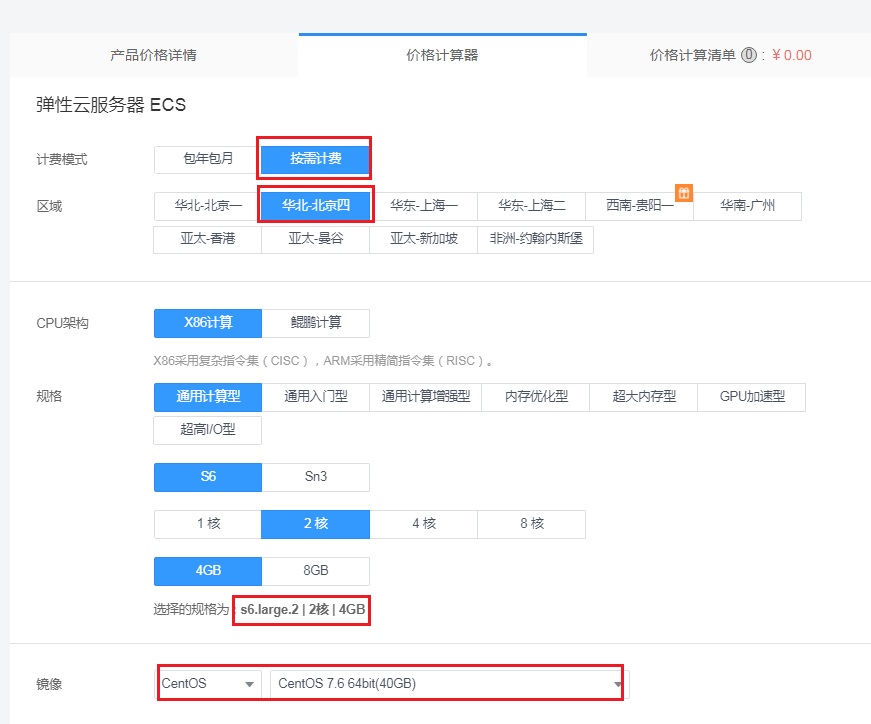 产品价格详情 价格计算器 价格计算清单 0 : ¥ 0.00
弹性云服务器 ECS
计费模式 包年包月 按需计费
区域 华北-北京一 华北-北京四 华东-上海一 华东-上海二 西南-贵阳一 华南-广州
亚太-香港 亚太-曼谷 亚太-新加坡 非洲-约翰内斯堡
CPU架构 X86计算 鲲鹏计算
X86采用复杂指令集（CISC），ARM采用精简指令集（RISC）。
规格 通用计算型 通用入门型 通用计算增强型 内存优化型 超大内存型 GPU加速型
超高I/O型
S6 Sn3
1 核 2 核 4 核 8 核
4GB 8GB
选择的规格为：s6.large.2 | 2核 | 4GB
镜像 CentOS CentOS 7.6 64bit(40GB)